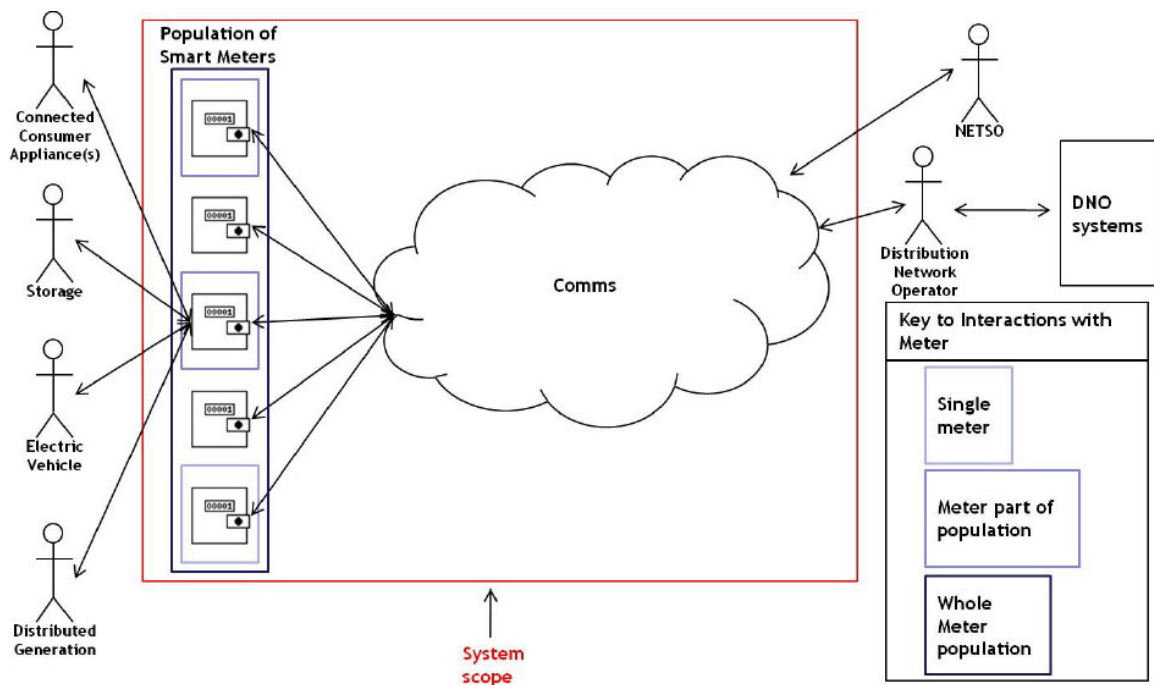 Population of
Smart Meters
Connected
Consumer
Appliance(s)
Storage
Electric
Vehicle
Distributed
Generation
00001
00001
00001
00001
00001
Comms
System
scope
NETSO
Distribution
Network
Operator
DNO
systems
Key to Interactions with
Meter
Single
meter
Meter part of
population
Whole
Meter
population